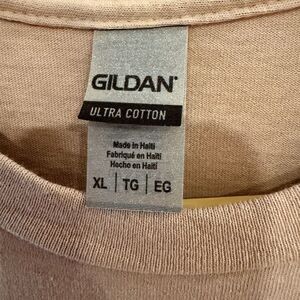 GILDAN
ULTRA COTTON
Made in Haiti
Fabriqué en Haïti
Hecho en Haití
XL | TG | EG